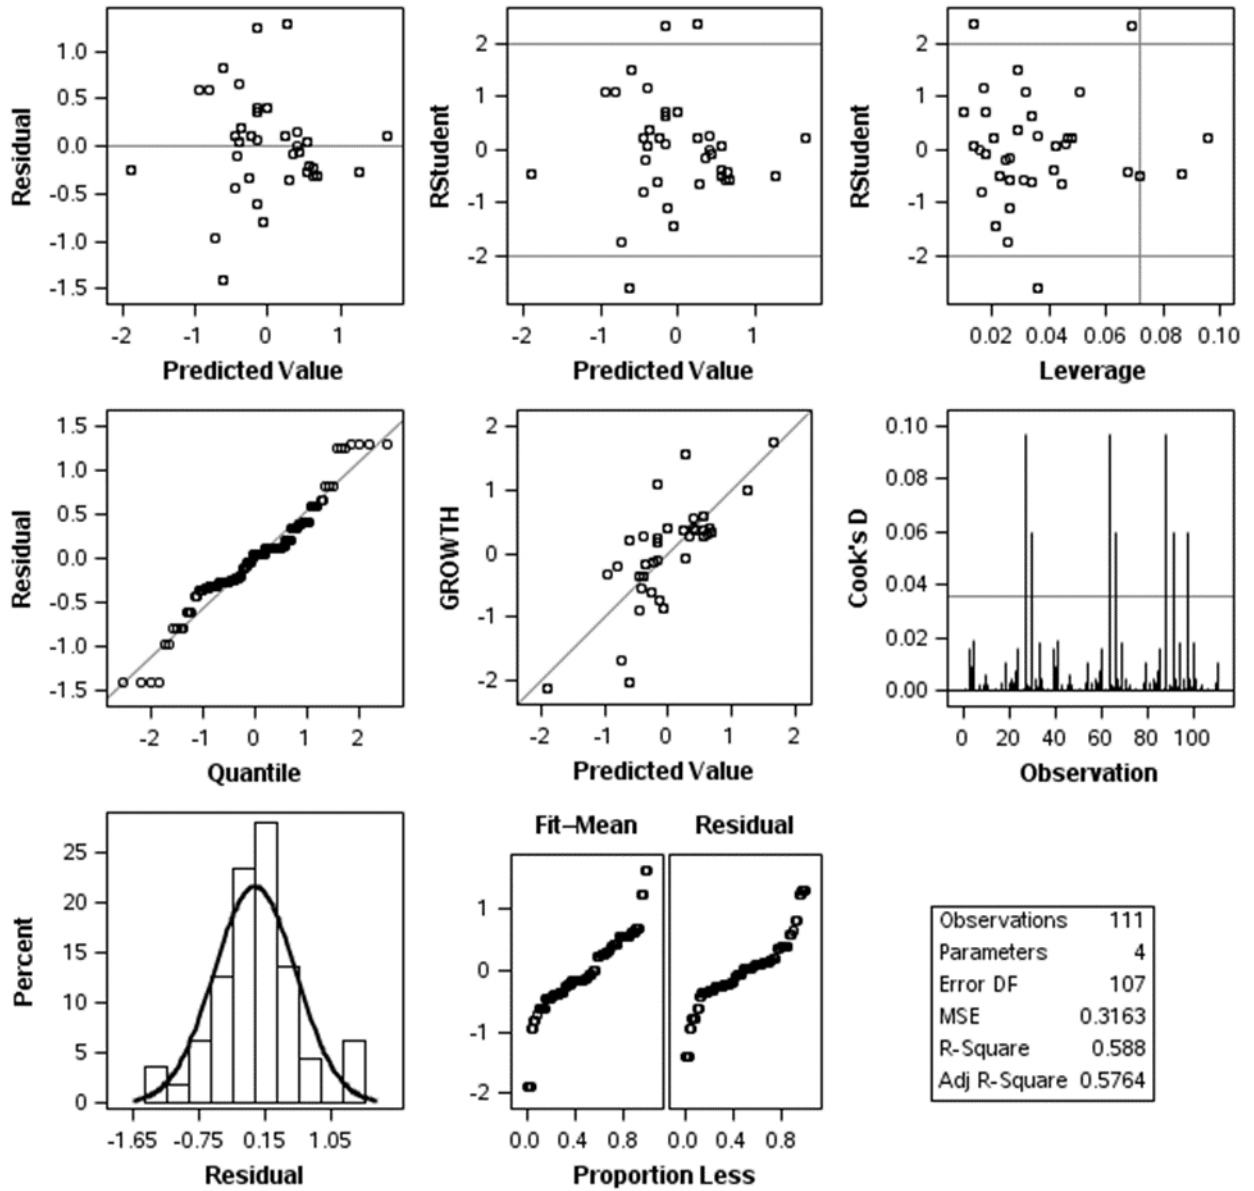 1.0
0.5
0.0
-0.5
-1.0
-1.5
Residual
-2 -1 0 1
Predicted Value
2
1
0
-1
-2
RStudent
-2 -1 0 1
Predicted Value
2
1
0
-1
-2
RStudent
0.02 0.04 0.06 0.08 0.10
Leverage
1.5
1.0
0.5
0.0
-0.5
-1.0
-1.5
Residual
-2 -1 0 1 2
Quantile
2
1
0
-1
-2
GROWTH
-2 -1 0 1 2
Predicted Value
0.10
0.08
0.06
0.04
0.02
0.00
Cook's D
0 20 40 60 80 100
Observation
25
20
15
10
5
0
Percent
-1.65 -0.75 0.15 1.05
Residual
Fit–Mean Residual
1
0
-1
-2
0.0 0.4 0.8 0.0 0.4 0.8
Proportion Less
Observations 111
Parameters 4
Error DF 107
MSE 0.3163
R-Square 0.588
Adj R-Square 0.5764